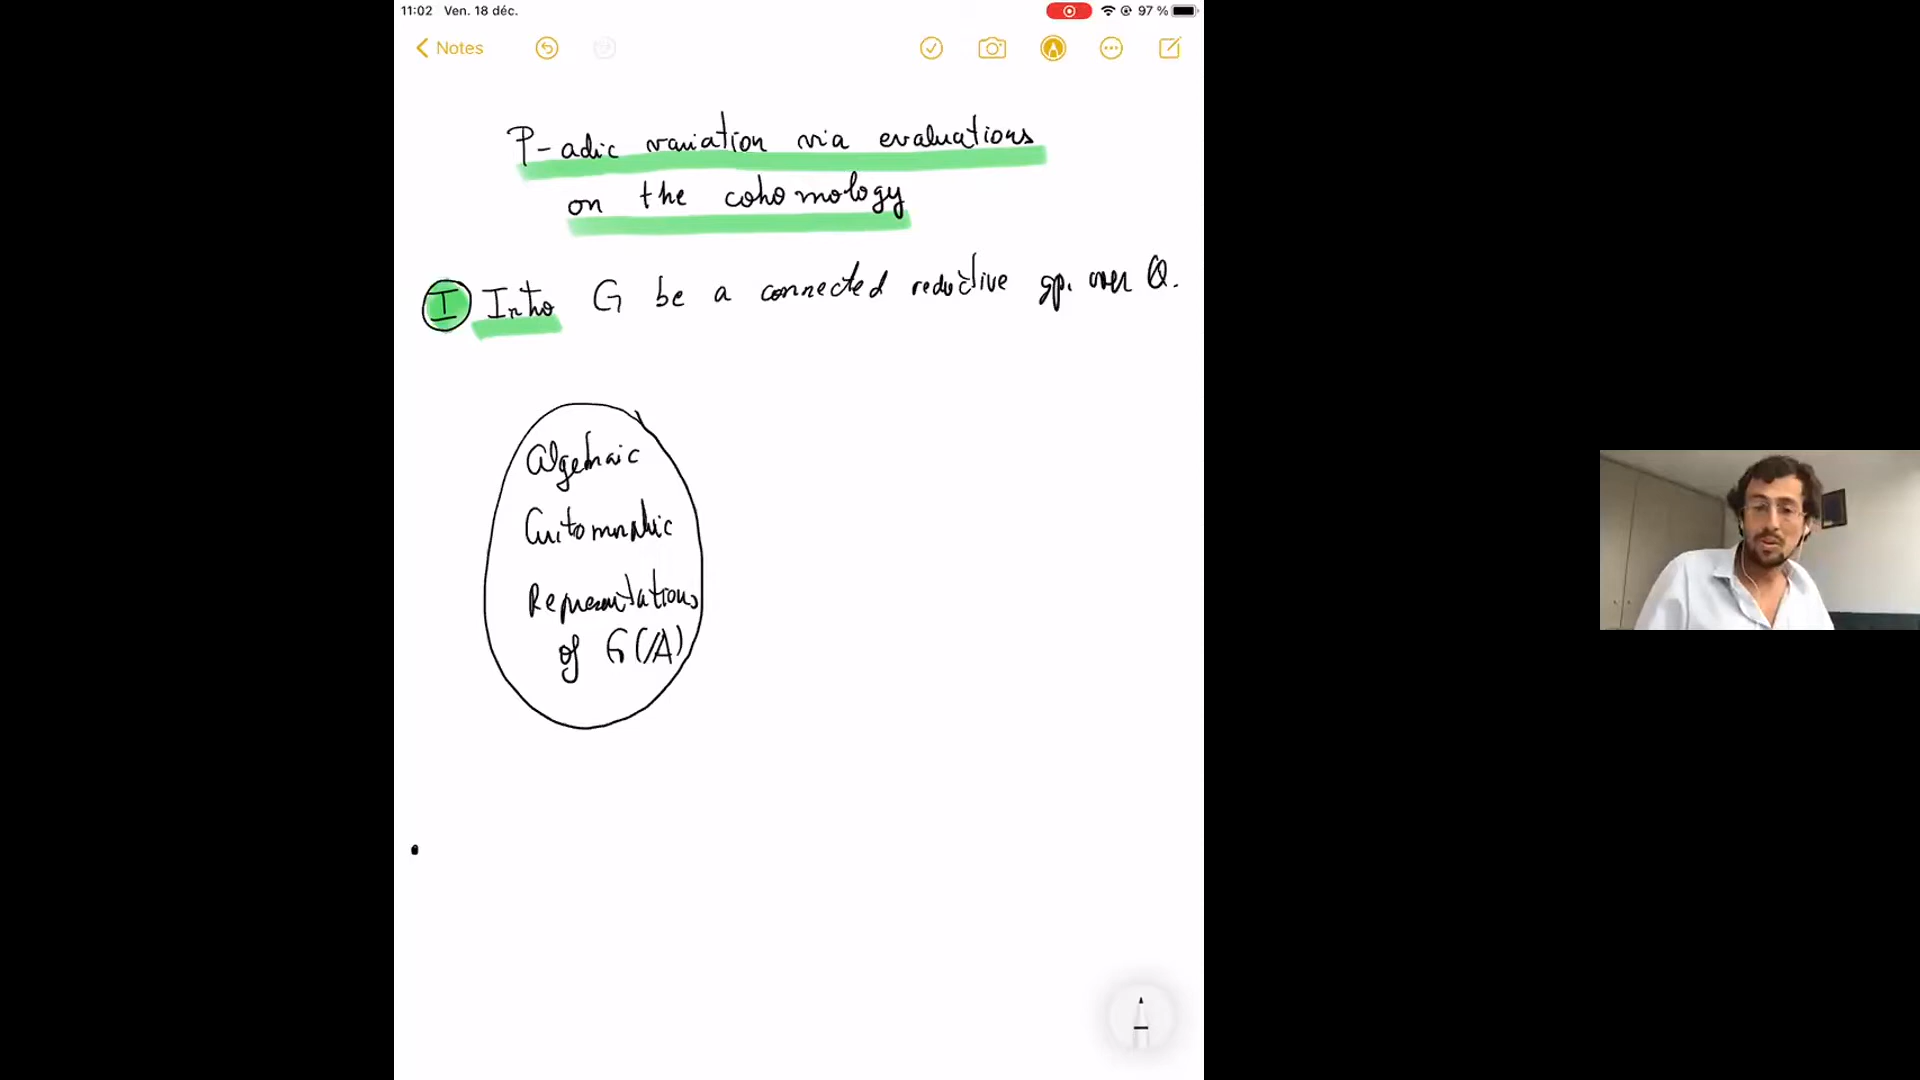 11:02 Ven. 18 déc. 97 %
Notes
P-adic variation via evaluations
on the cohomology
I Intro G be a connected reductive gp. over Q.
Algebraic
Automorphic
Representations
of G(A)